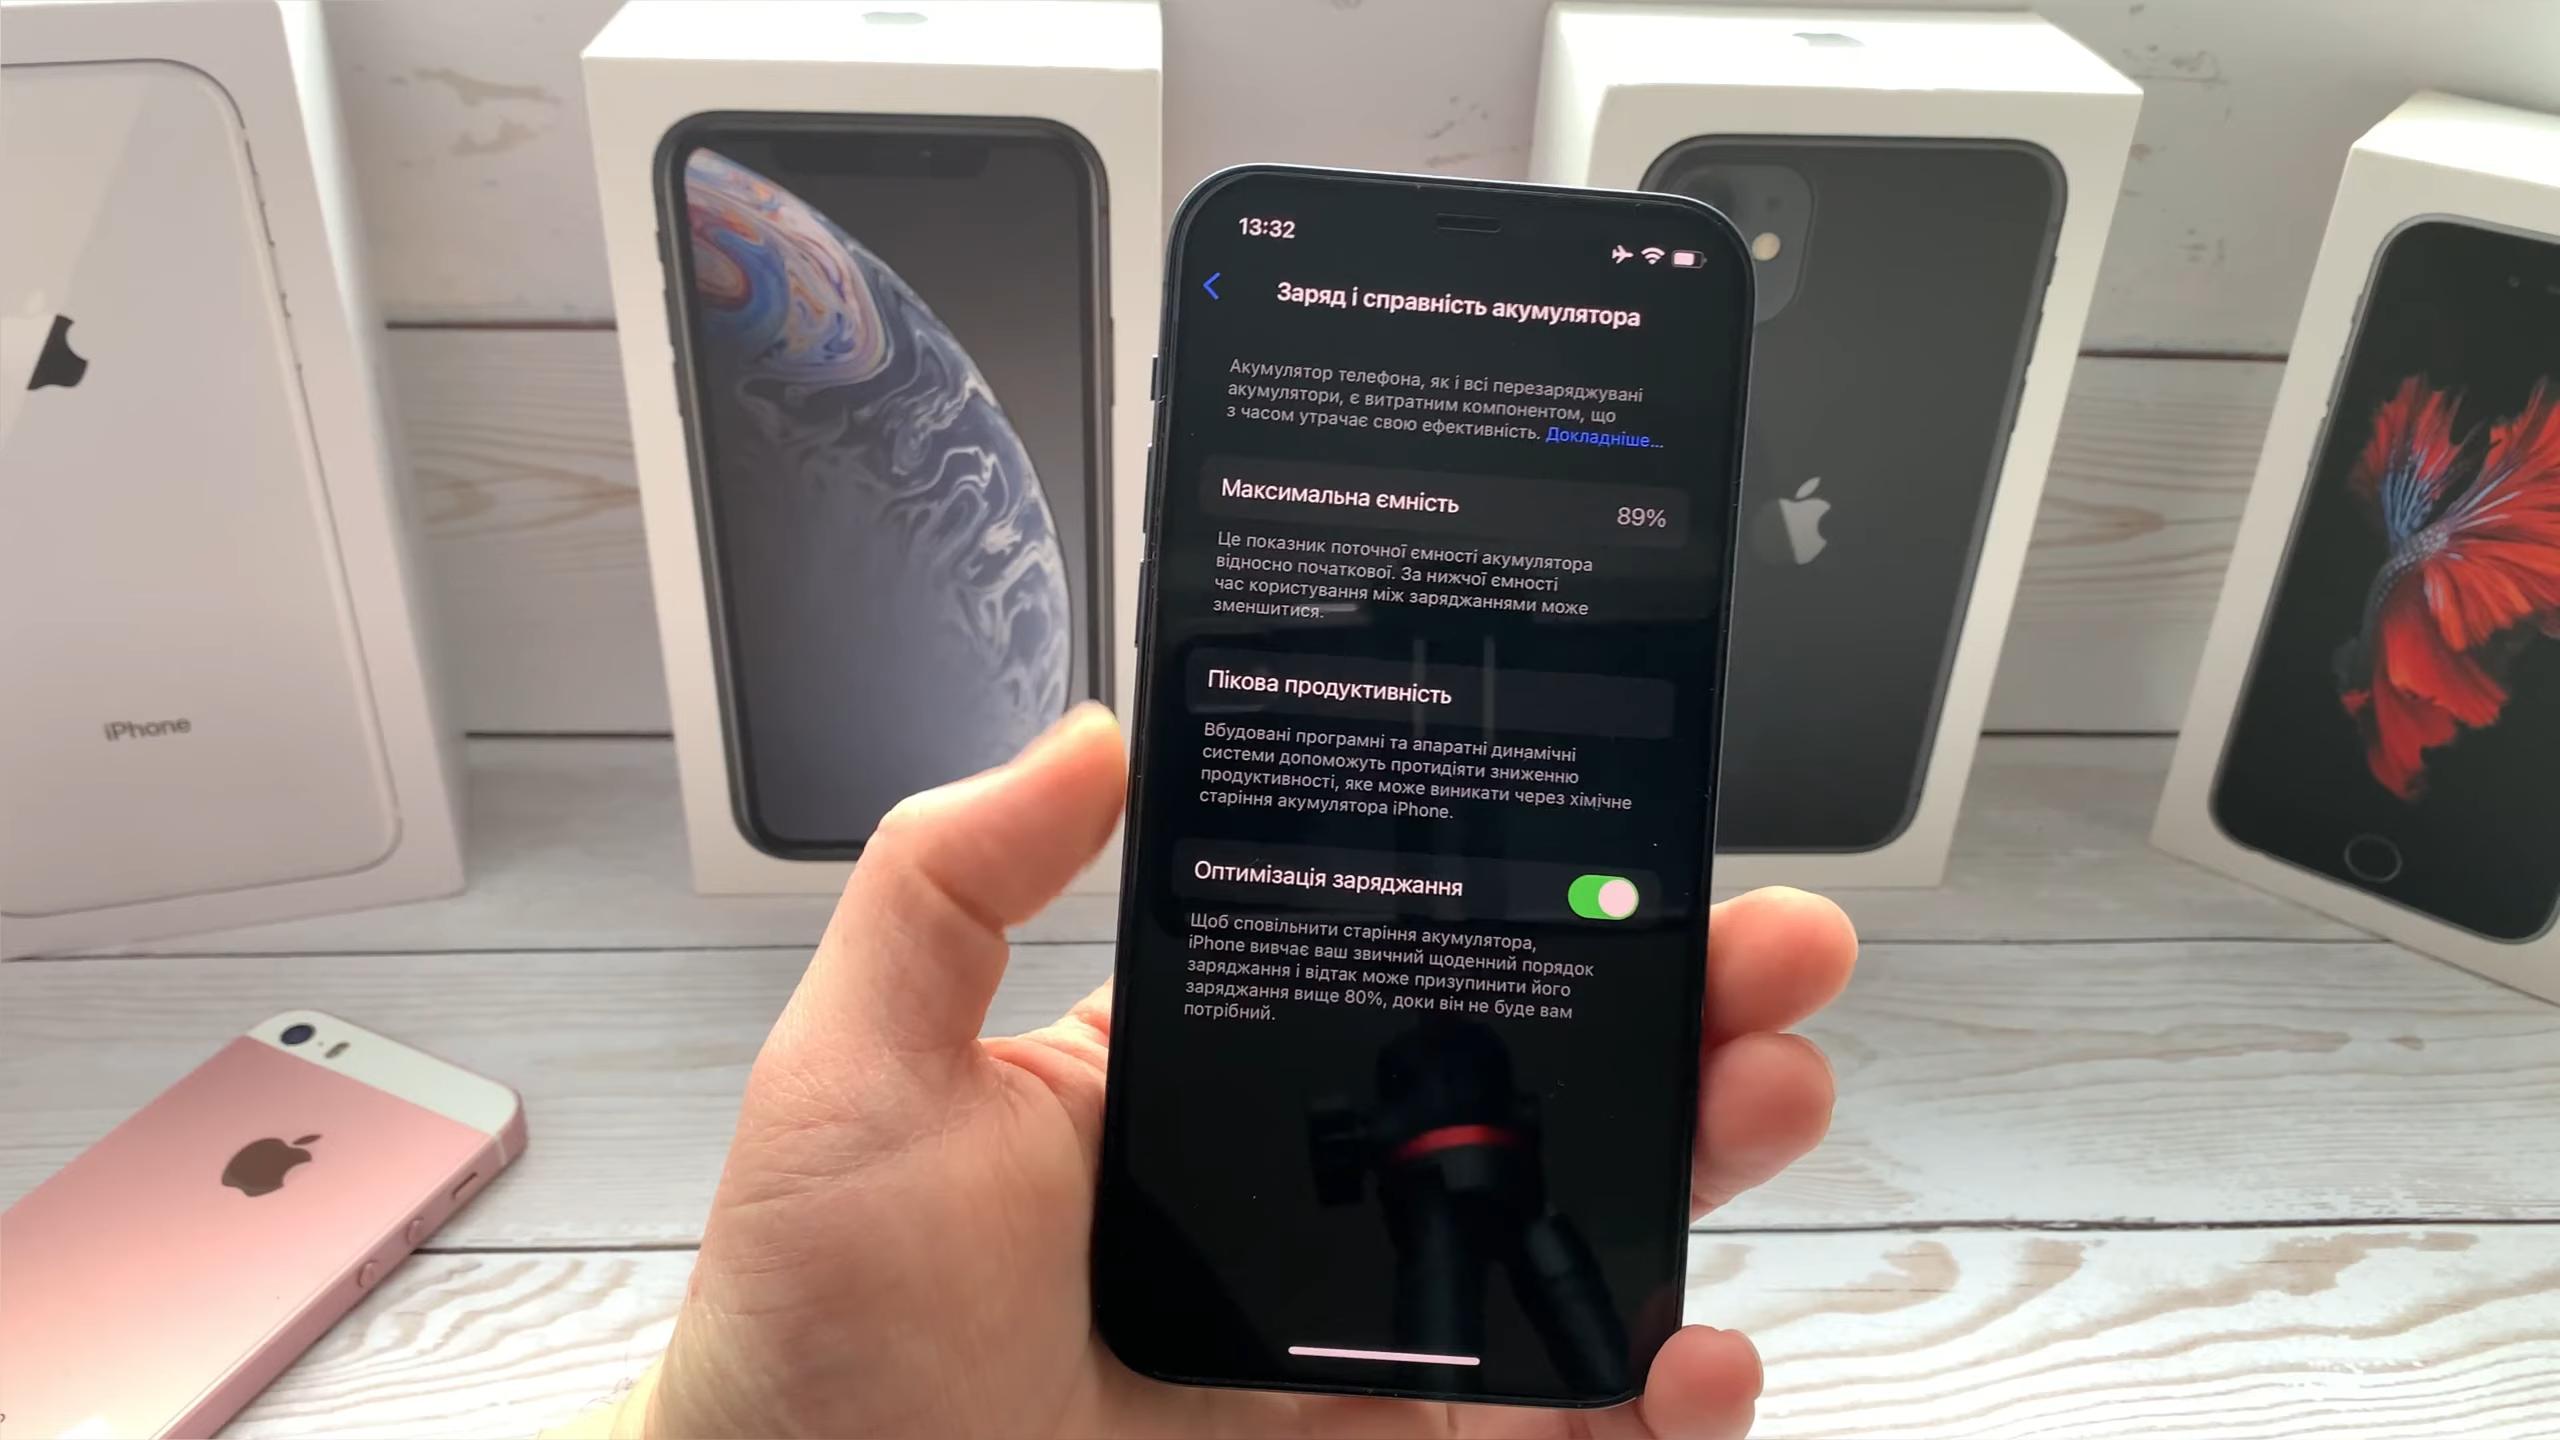 iPhone
13:32
Заряд і справність акумулятора
Акумулятор телефона, як і всі перезаряджувані
акумулятори, є витратним компонентом, що
з часом утрачає свою ефективність. Докладніше...
Максимальна ємність 89%
Це показник поточної ємності акумулятора
відносно початкової. За нижчої ємності
час користування між заряджаннями може
зменшитися.
Пікова продуктивність
Вбудовані програмні та апаратні динамічні
системи допоможуть протидіяти зниженню
продуктивності, яке може виникати через хімічне
старіння акумулятора iPhone.
Оптимізація заряджання
Щоб сповільнити старіння акумулятора,
iPhone вивчає ваш звичний щоденний порядок
заряджання і відтак може призупинити його
заряджання вище 80%, доки він не буде вам
потрібний.